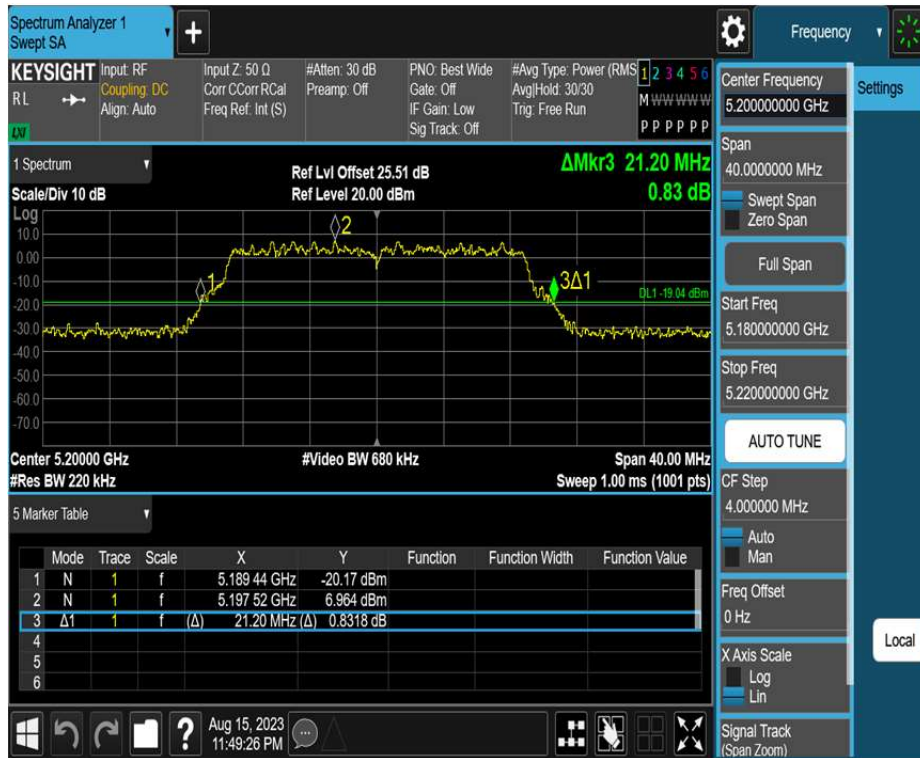 Spectrum Analyzer 1
Swept SA
+
Frequency
KEYSIGHT
RL
LXI
Input: RF
Coupling: DC
Align: Auto
Input Z: 50 Ω
Corr CCorr RCal
Freq Ref: Int (S)
#Atten: 30 dB
Preamp: Off
PNO: Best Wide
Gate: Off
IF Gain: Low
Sig Track: Off
#Avg Type: Power (RMS
Avg|Hold: 30/30
Trig: Free Run
1 2 3 4 5 6
M W W W W W
P P P P P P
1 Spectrum
Scale/Div 10 dB
Ref Lvl Offset 25.51 dB
Ref Level 20.00 dBm
ΔMkr3 21.20 MHz
0.83 dB
Log
10.0
0.00
-10.0
-20.0
-30.0
-40.0
-50.0
-60.0
-70.0
1
2
3Δ1
DL1 -19.04 dBm
Center 5.20000 GHz
#Video BW 680 kHz
Span 40.00 MHz
#Res BW 220 kHz
Sweep 1.00 ms (1001 pts)
5 Marker Table
Mode Trace Scale X Y Function Function Width Function Value
1 N 1 f 5.189 44 GHz -20.17 dBm
2 N 1 f 5.197 52 GHz 6.964 dBm
3 Δ1 1 f (Δ) 21.20 MHz (Δ) 0.8318 dB
4
5
6
Aug 15, 2023
11:49:26 PM
?
Center Frequency
5.200000000 GHz
Span
40.0000000 MHz
Swept Span
Zero Span
Full Span
Start Freq
5.180000000 GHz
Stop Freq
5.220000000 GHz
AUTO TUNE
CF Step
4.000000 MHz
Auto
Man
Freq Offset
0 Hz
X Axis Scale
Log
Lin
Signal Track
(Span Zoom)
Settings
Local